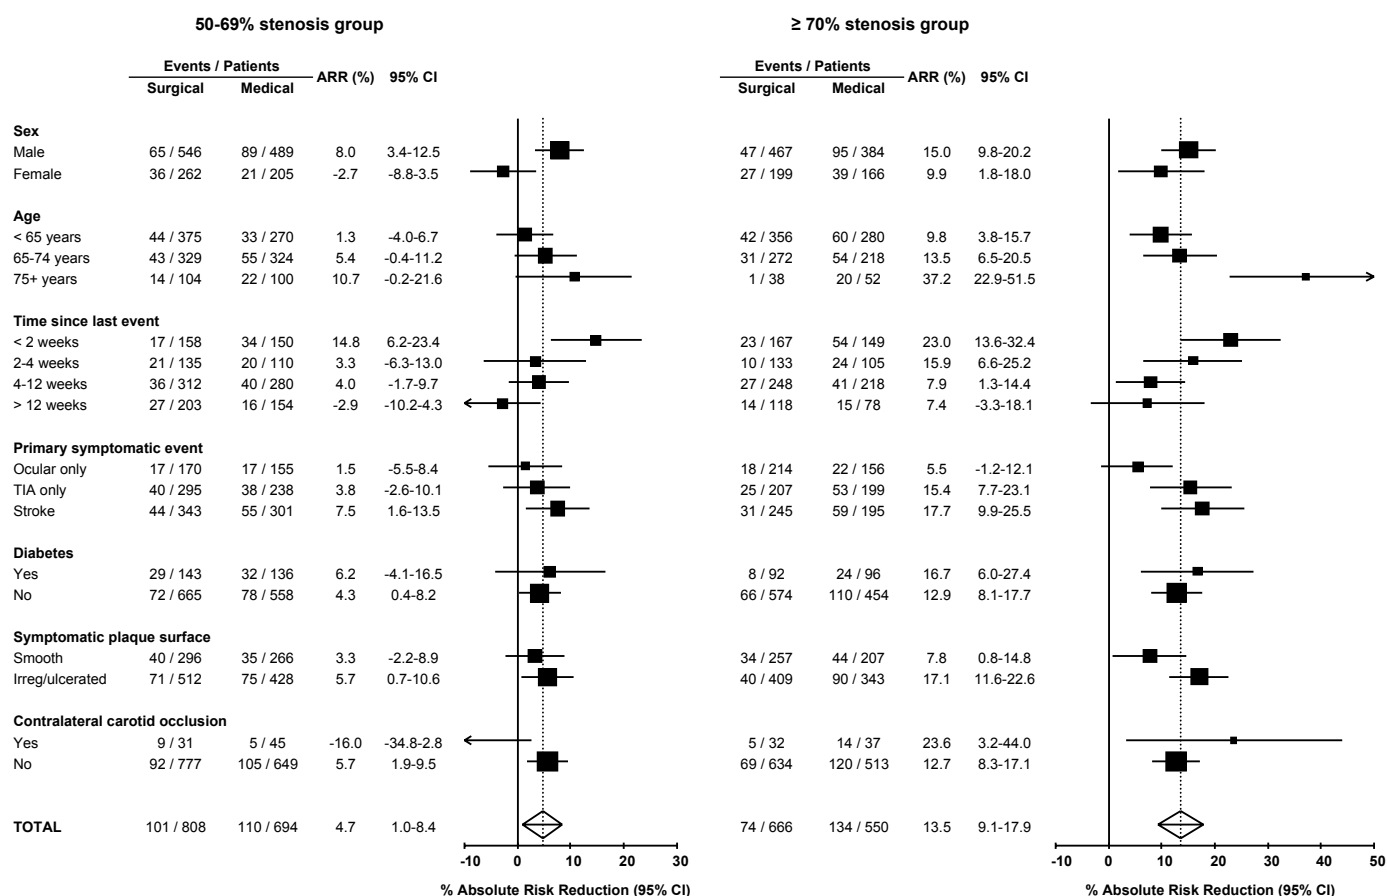 50-69% stenosis group ≥ 70% stenosis group
Events / Patients ARR (%) 95% CI Events / Patients ARR (%) 95% CI
Surgical Medical Surgical Medical
Sex
Male 65 / 546 89 / 489 8.0 3.4-12.5 47 / 467 95 / 384 15.0 9.8-20.2
Female 36 / 262 21 / 205 -2.7 -8.8-3.5 27 / 199 39 / 166 9.9 1.8-18.0
Age
< 65 years 44 / 375 33 / 270 1.3 -4.0-6.7 42 / 356 60 / 280 9.8 3.8-15.7
65-74 years 43 / 329 55 / 324 5.4 -0.4-11.2 31 / 272 54 / 218 13.5 6.5-20.5
75+ years 14 / 104 22 / 100 10.7 -0.2-21.6 1 / 38 20 / 52 37.2 22.9-51.5
Time since last event
< 2 weeks 17 / 158 34 / 150 14.8 6.2-23.4 23 / 167 54 / 149 23.0 13.6-32.4
2-4 weeks 21 / 135 20 / 110 3.3 -6.3-13.0 10 / 133 24 / 105 15.9 6.6-25.2
4-12 weeks 36 / 312 40 / 280 4.0 -1.7-9.7 27 / 248 41 / 218 7.9 1.3-14.4
> 12 weeks 27 / 203 16 / 154 -2.9 -10.2-4.3 14 / 118 15 / 78 7.4 -3.3-18.1
Primary symptomatic event
Ocular only 17 / 170 17 / 155 1.5 -5.5-8.4 18 / 214 22 / 156 5.5 -1.2-12.1
TIA only 40 / 295 38 / 238 3.8 -2.6-10.1 25 / 207 53 / 199 15.4 7.7-23.1
Stroke 44 / 343 55 / 301 7.5 1.6-13.5 31 / 245 59 / 195 17.7 9.9-25.5
Diabetes
Yes 29 / 143 32 / 136 6.2 -4.1-16.5 8 / 92 24 / 96 16.7 6.0-27.4
No 72 / 665 78 / 558 4.3 0.4-8.2 66 / 574 110 / 454 12.9 8.1-17.7
Symptomatic plaque surface
Smooth 40 / 296 35 / 266 3.3 -2.2-8.9 34 / 257 44 / 207 7.8 0.8-14.8
Irreg/ulcerated 71 / 512 75 / 428 5.7 0.7-10.6 40 / 409 90 / 343 17.1 11.6-22.6
Contralateral carotid occlusion
Yes 9 / 31 5 / 45 -16.0 -34.8-2.8 5 / 32 14 / 37 23.6 3.2-44.0
No 92 / 777 105 / 649 5.7 1.9-9.5 69 / 634 120 / 513 12.7 8.3-17.1
TOTAL 101 / 808 110 / 694 4.7 1.0-8.4 74 / 666 134 / 550 13.5 9.1-17.9
-10 0 10 20 30 -10 0 10 20 30 40 50
% Absolute Risk Reduction (95% CI) % Absolute Risk Reduction (95% CI)